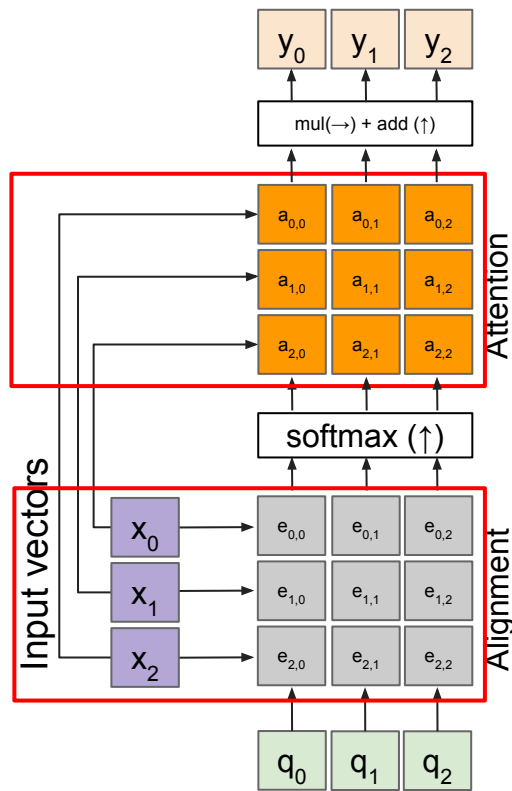 y₀ y₁ y₂
mul(→) + add (↑)
a₀,₀ a₀,₁ a₀,₂
a₁,₀ a₁,₁ a₁,₂
a₂,₀ a₂,₁ a₂,₂
Attention
softmax (↑)
Input vectors
x₀ e₀,₀ e₀,₁ e₀,₂
x₁ e₁,₀ e₁,₁ e₁,₂
x₂ e₂,₀ e₂,₁ e₂,₂
Alignment
q₀ q₁ q₂